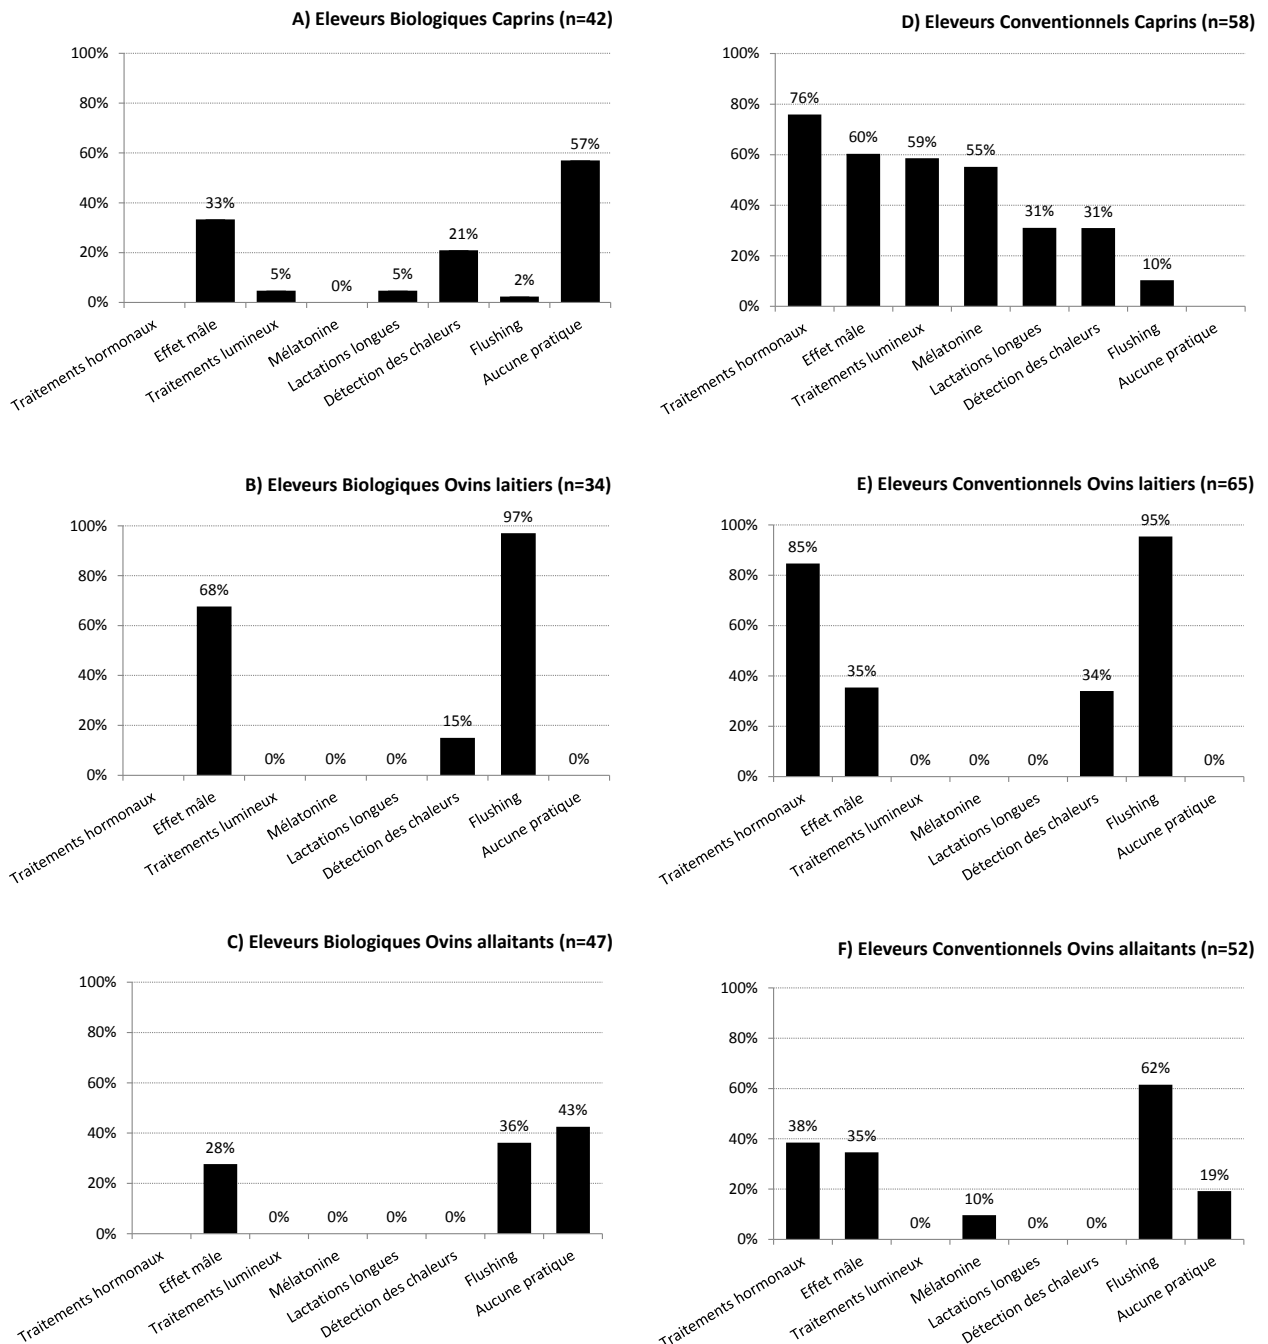 A) Eleveurs Biologiques Caprins (n=42)
100%
80%
60%
40%
20%
0%
33%
5%
0%
5%
21%
2%
57%
Traitements hormonaux
Effet mâle
Traitements lumineux
Mélatonine
Lactations longues
Détection des chaleurs
Flushing
Aucune pratique
D) Eleveurs Conventionnels Caprins (n=58)
100%
80%
60%
40%
20%
0%
76%
60%
59%
55%
31%
31%
10%
Traitements hormonaux
Effet mâle
Traitements lumineux
Mélatonine
Lactations longues
Détection des chaleurs
Flushing
Aucune pratique
B) Eleveurs Biologiques Ovins laitiers (n=34)
100%
80%
60%
40%
20%
0%
68%
0%
0%
0%
15%
97%
0%
Traitements hormonaux
Effet mâle
Traitements lumineux
Mélatonine
Lactations longues
Détection des chaleurs
Flushing
Aucune pratique
E) Eleveurs Conventionnels Ovins laitiers (n=65)
100%
80%
60%
40%
20%
0%
85%
35%
0%
0%
0%
34%
95%
0%
Traitements hormonaux
Effet mâle
Traitements lumineux
Mélatonine
Lactations longues
Détection des chaleurs
Flushing
Aucune pratique
C) Eleveurs Biologiques Ovins allaitants (n=47)
100%
80%
60%
40%
20%
0%
28%
0%
0%
0%
0%
36%
43%
Traitements hormonaux
Effet mâle
Traitements lumineux
Mélatonine
Lactations longues
Détection des chaleurs
Flushing
Aucune pratique
F) Eleveurs Conventionnels Ovins allaitants (n=52)
100%
80%
60%
40%
20%
0%
38%
35%
0%
10%
0%
0%
62%
19%
Traitements hormonaux
Effet mâle
Traitements lumineux
Mélatonine
Lactations longues
Détection des chaleurs
Flushing
Aucune pratique